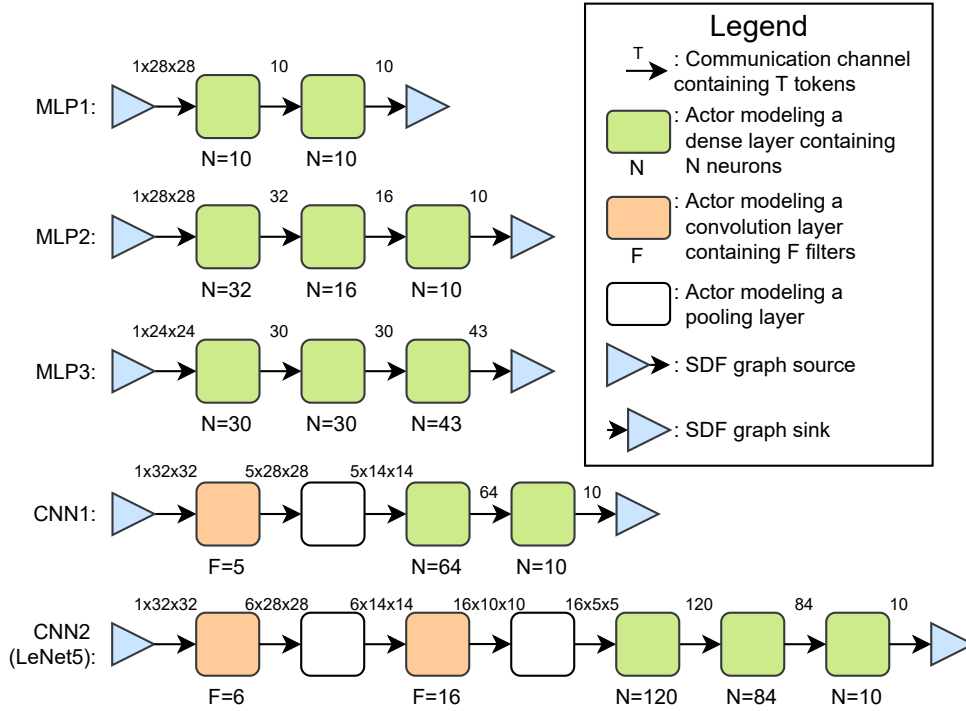 Legend
T
: Communication channel
containing T tokens
: Actor modeling a
dense layer containing
N neurons
N
: Actor modeling a
convolution layer
containing F filters
F
: Actor modeling a
pooling layer
: SDF graph source
: SDF graph sink
MLP1:
1x28x28 10 10
N=10 N=10
MLP2:
1x28x28 32 16 10
N=32 N=16 N=10
MLP3:
1x24x24 30 30 43
N=30 N=30 N=43
CNN1:
1x32x32 5x28x28 5x14x14 64 10
F=5 N=64 N=10
CNN2
(LeNet5):
1x32x32 6x28x28 6x14x14 16x10x10 16x5x5 120 84 10
F=6 F=16 N=120 N=84 N=10